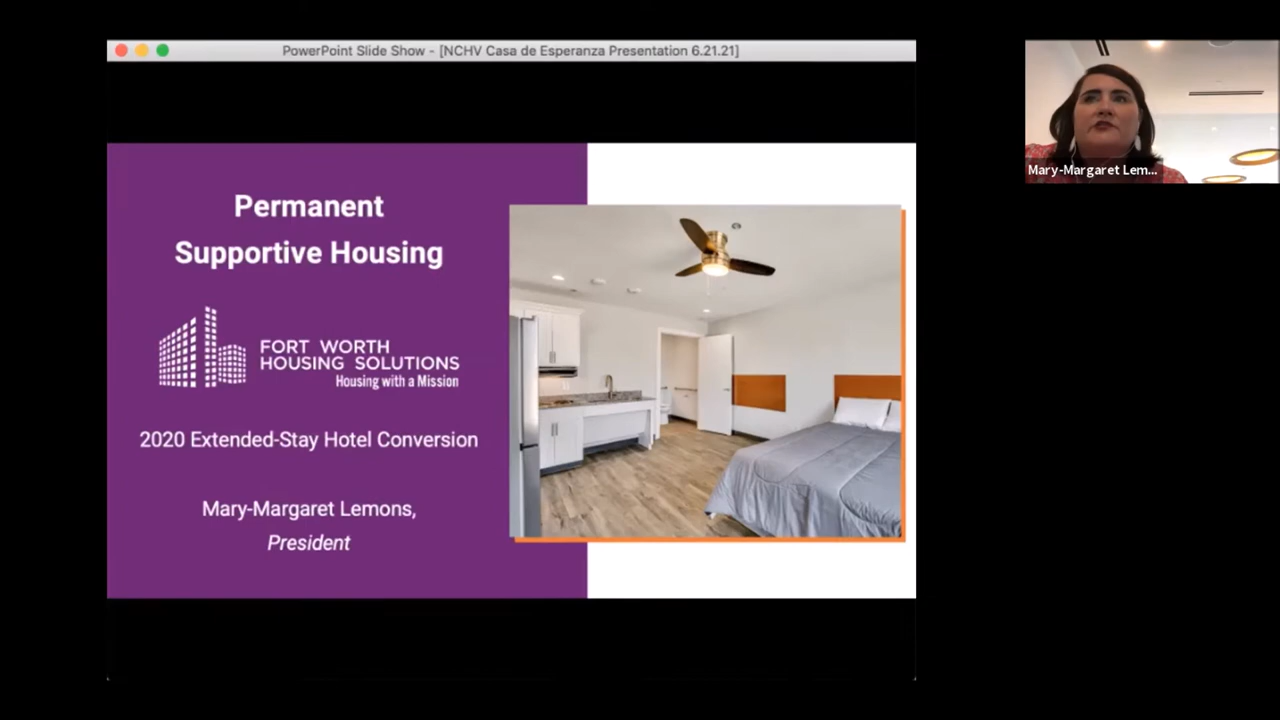 PowerPoint Slide Show - [NCHV Casa de Esperanza Presentation 6.21.21]
Permanent
Supportive Housing
FORT WORTH
HOUSING SOLUTIONS
Housing with a Mission
2020 Extended-Stay Hotel Conversion
Mary-Margaret Lemons,
President
Mary-Margaret Lem...